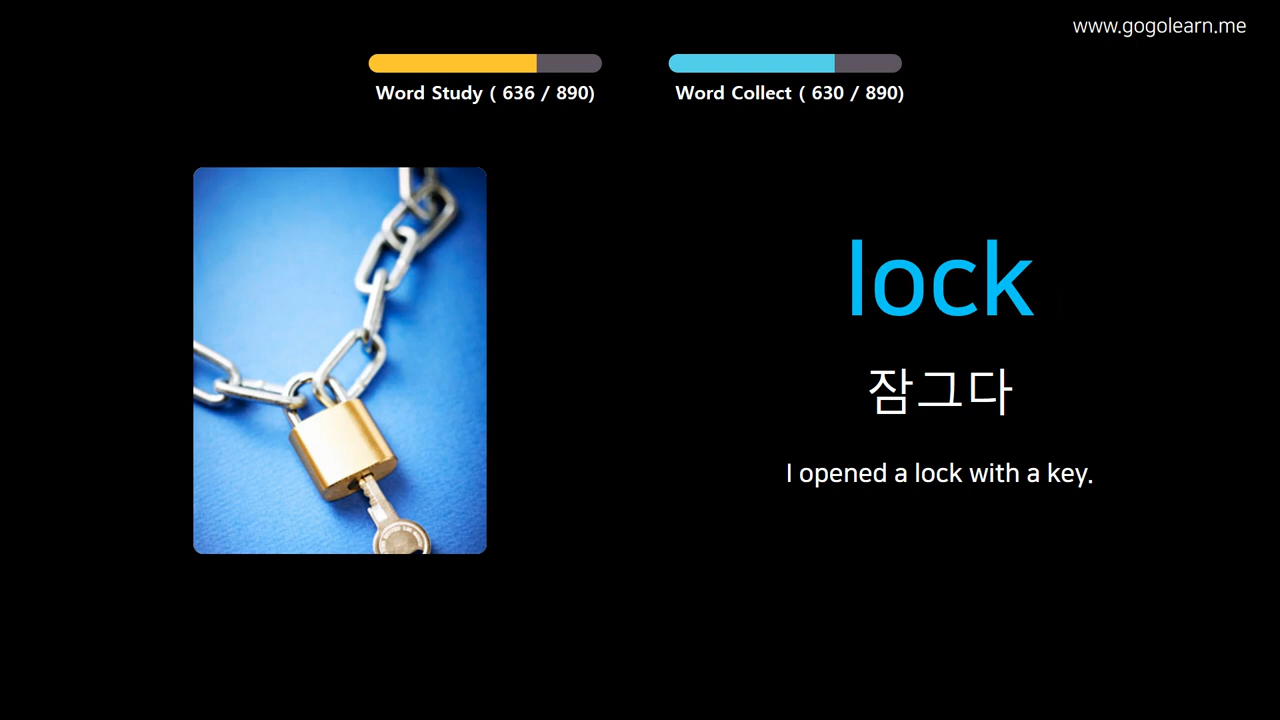 www.gogolearn.me
Word Study ( 636 / 890)
Word Collect ( 630 / 890)
lock
잠그다
I opened a lock with a key.